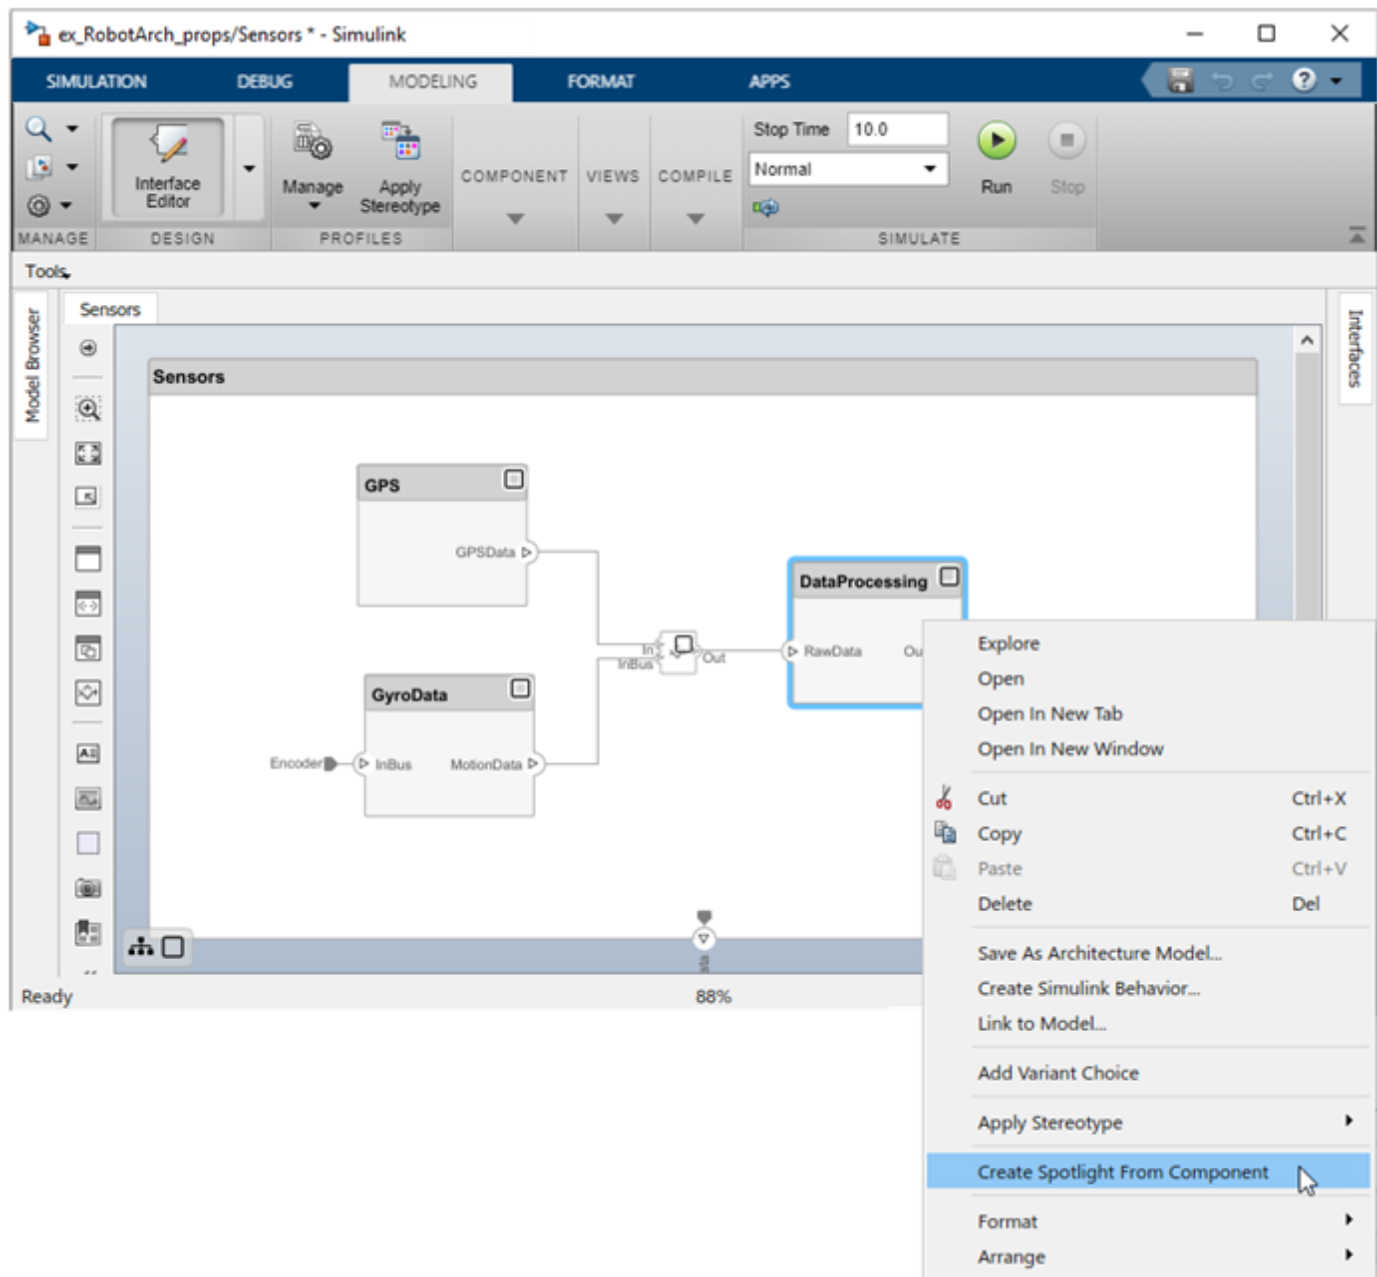 ex_RobotArch_props/Sensors * - Simulink
SIMULATION DEBUG MODELING FORMAT APPS
Stop Time 10.0
Normal
Interface Editor
Manage
Apply Stereotype
COMPONENT VIEWS COMPILE
Run Stop
MANAGE DESIGN PROFILES SIMULATE
Tools
Model Browser
Sensors
Interfaces
Sensors
GPS
GPSData
DataProcessing
RawData Ou
In
InBus
Out
GyroData
Encoder InBus MotionData
ata
Ready 88%
Explore
Open
Open In New Tab
Open In New Window
Cut Ctrl+X
Copy Ctrl+C
Paste Ctrl+V
Delete Del
Save As Architecture Model...
Create Simulink Behavior...
Link to Model...
Add Variant Choice
Apply Stereotype
Create Spotlight From Component
Format
Arrange